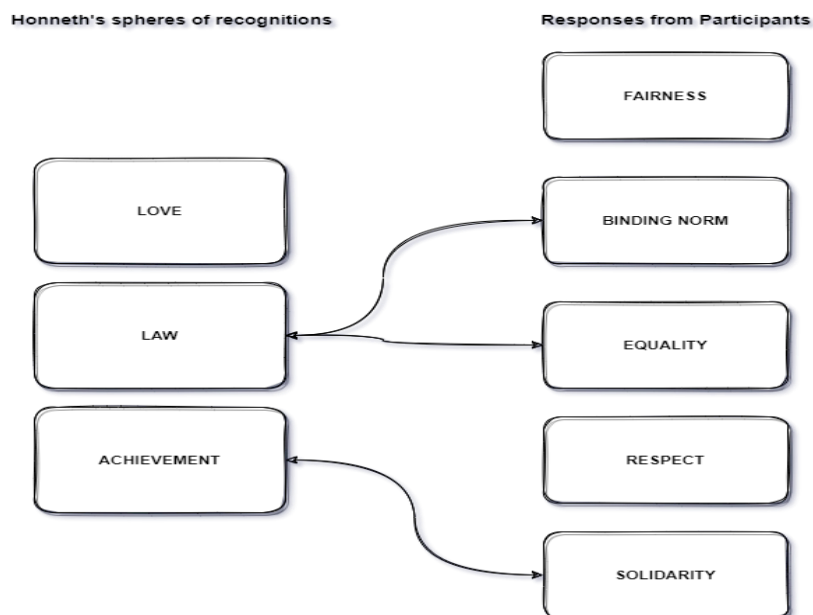 Honneth's spheres of recognitions
Responses from Participants
FAIRNESS
LOVE
BINDING NORM
LAW
EQUALITY
ACHIEVEMENT
RESPECT
SOLIDARITY